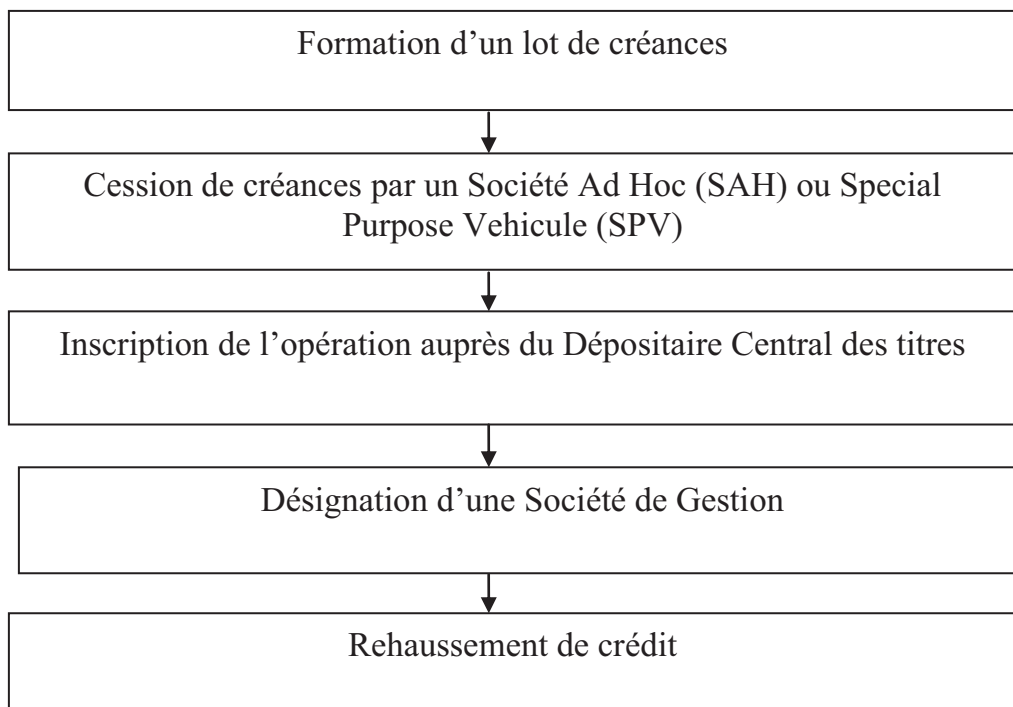 Formation d’un lot de créances
Cession de créances par un Société Ad Hoc (SAH) ou Special
Purpose Vehicule (SPV)
Inscription de l’opération auprès du Dépositaire Central des titres
Désignation d’une Société de Gestion
Rehaussement de crédit